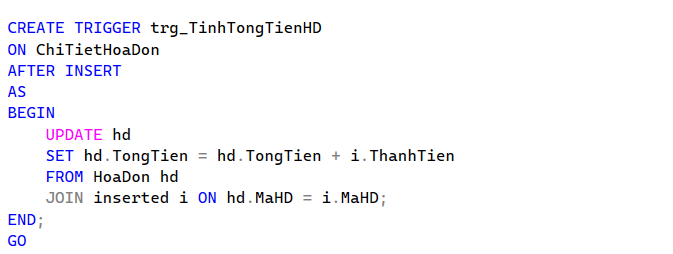 CREATE TRIGGER trg_TinhTongTienHD
ON ChiTietHoaDon
AFTER INSERT
AS
BEGIN
    UPDATE hd
    SET hd.TongTien = hd.TongTien + i.ThanhTien
    FROM HoaDon hd
    JOIN inserted i ON hd.MaHD = i.MaHD;
END;
GO